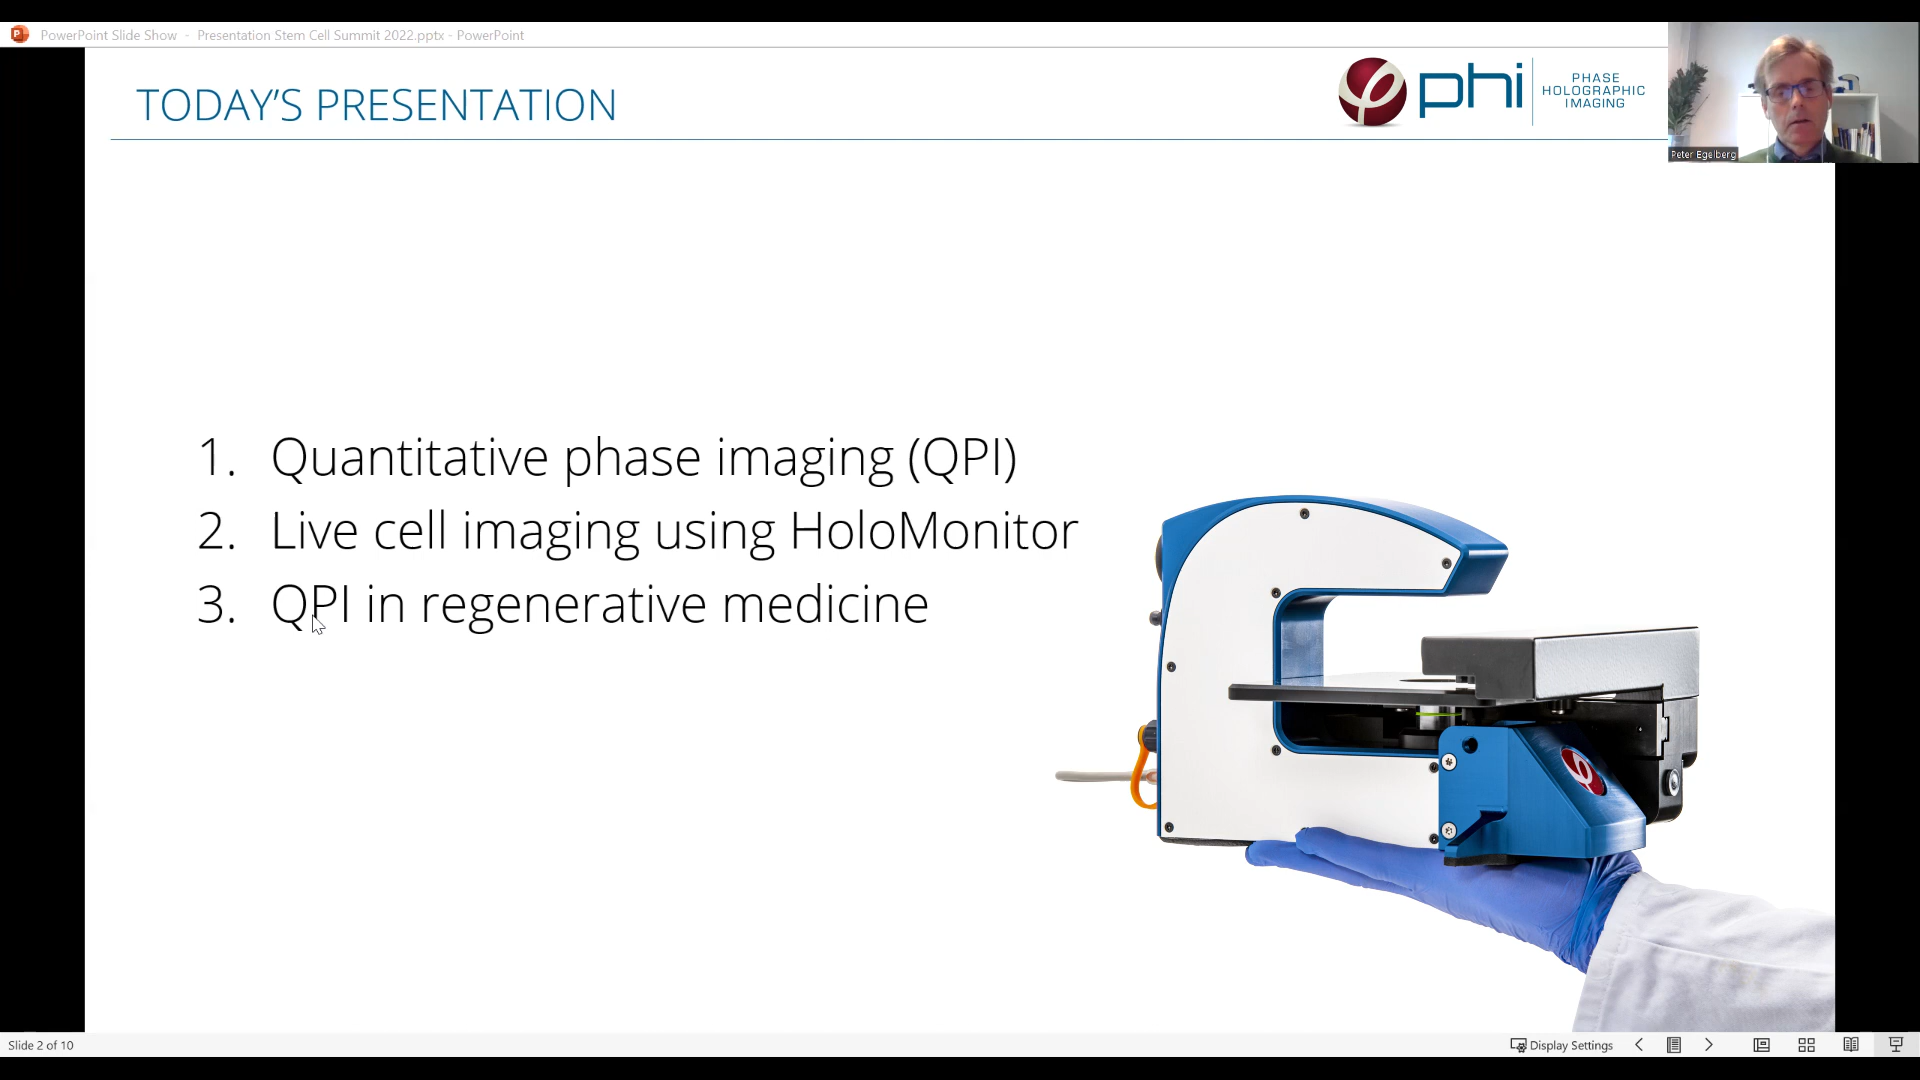 PowerPoint Slide Show - Presentation Stem Cell Summit 2022.pptx - PowerPoint
TODAY’S PRESENTATION
phi
PHASE
HOLOGRAPHIC
IMAGING
Peter Egelberg
1. Quantitative phase imaging (QPI)
2. Live cell imaging using HoloMonitor
3. QPI in regenerative medicine
Slide 2 of 10
Display Settings